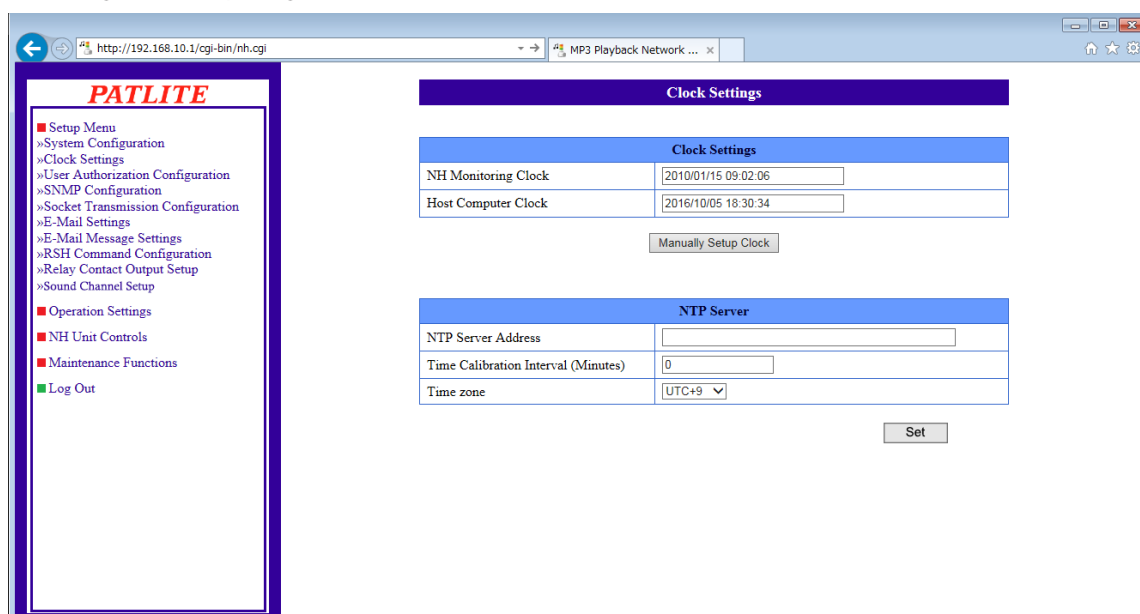 http://192.168.10.1/cgi-bin/nh.cgi
MP3 Playback Network ...
PATLITE
Setup Menu
»System Configuration
»Clock Settings
»User Authorization Configuration
»SNMP Configuration
»Socket Transmission Configuration
»E-Mail Settings
»E-Mail Message Settings
»RSH Command Configuration
»Relay Contact Output Setup
»Sound Channel Setup
Operation Settings
NH Unit Controls
Maintenance Functions
Log Out
Clock Settings
Clock Settings
NH Monitoring Clock 2010/01/15 09:02:06
Host Computer Clock 2016/10/05 18:30:34
Manually Setup Clock
NTP Server
NTP Server Address
Time Calibration Interval (Minutes) 0
Time zone UTC+9
Set